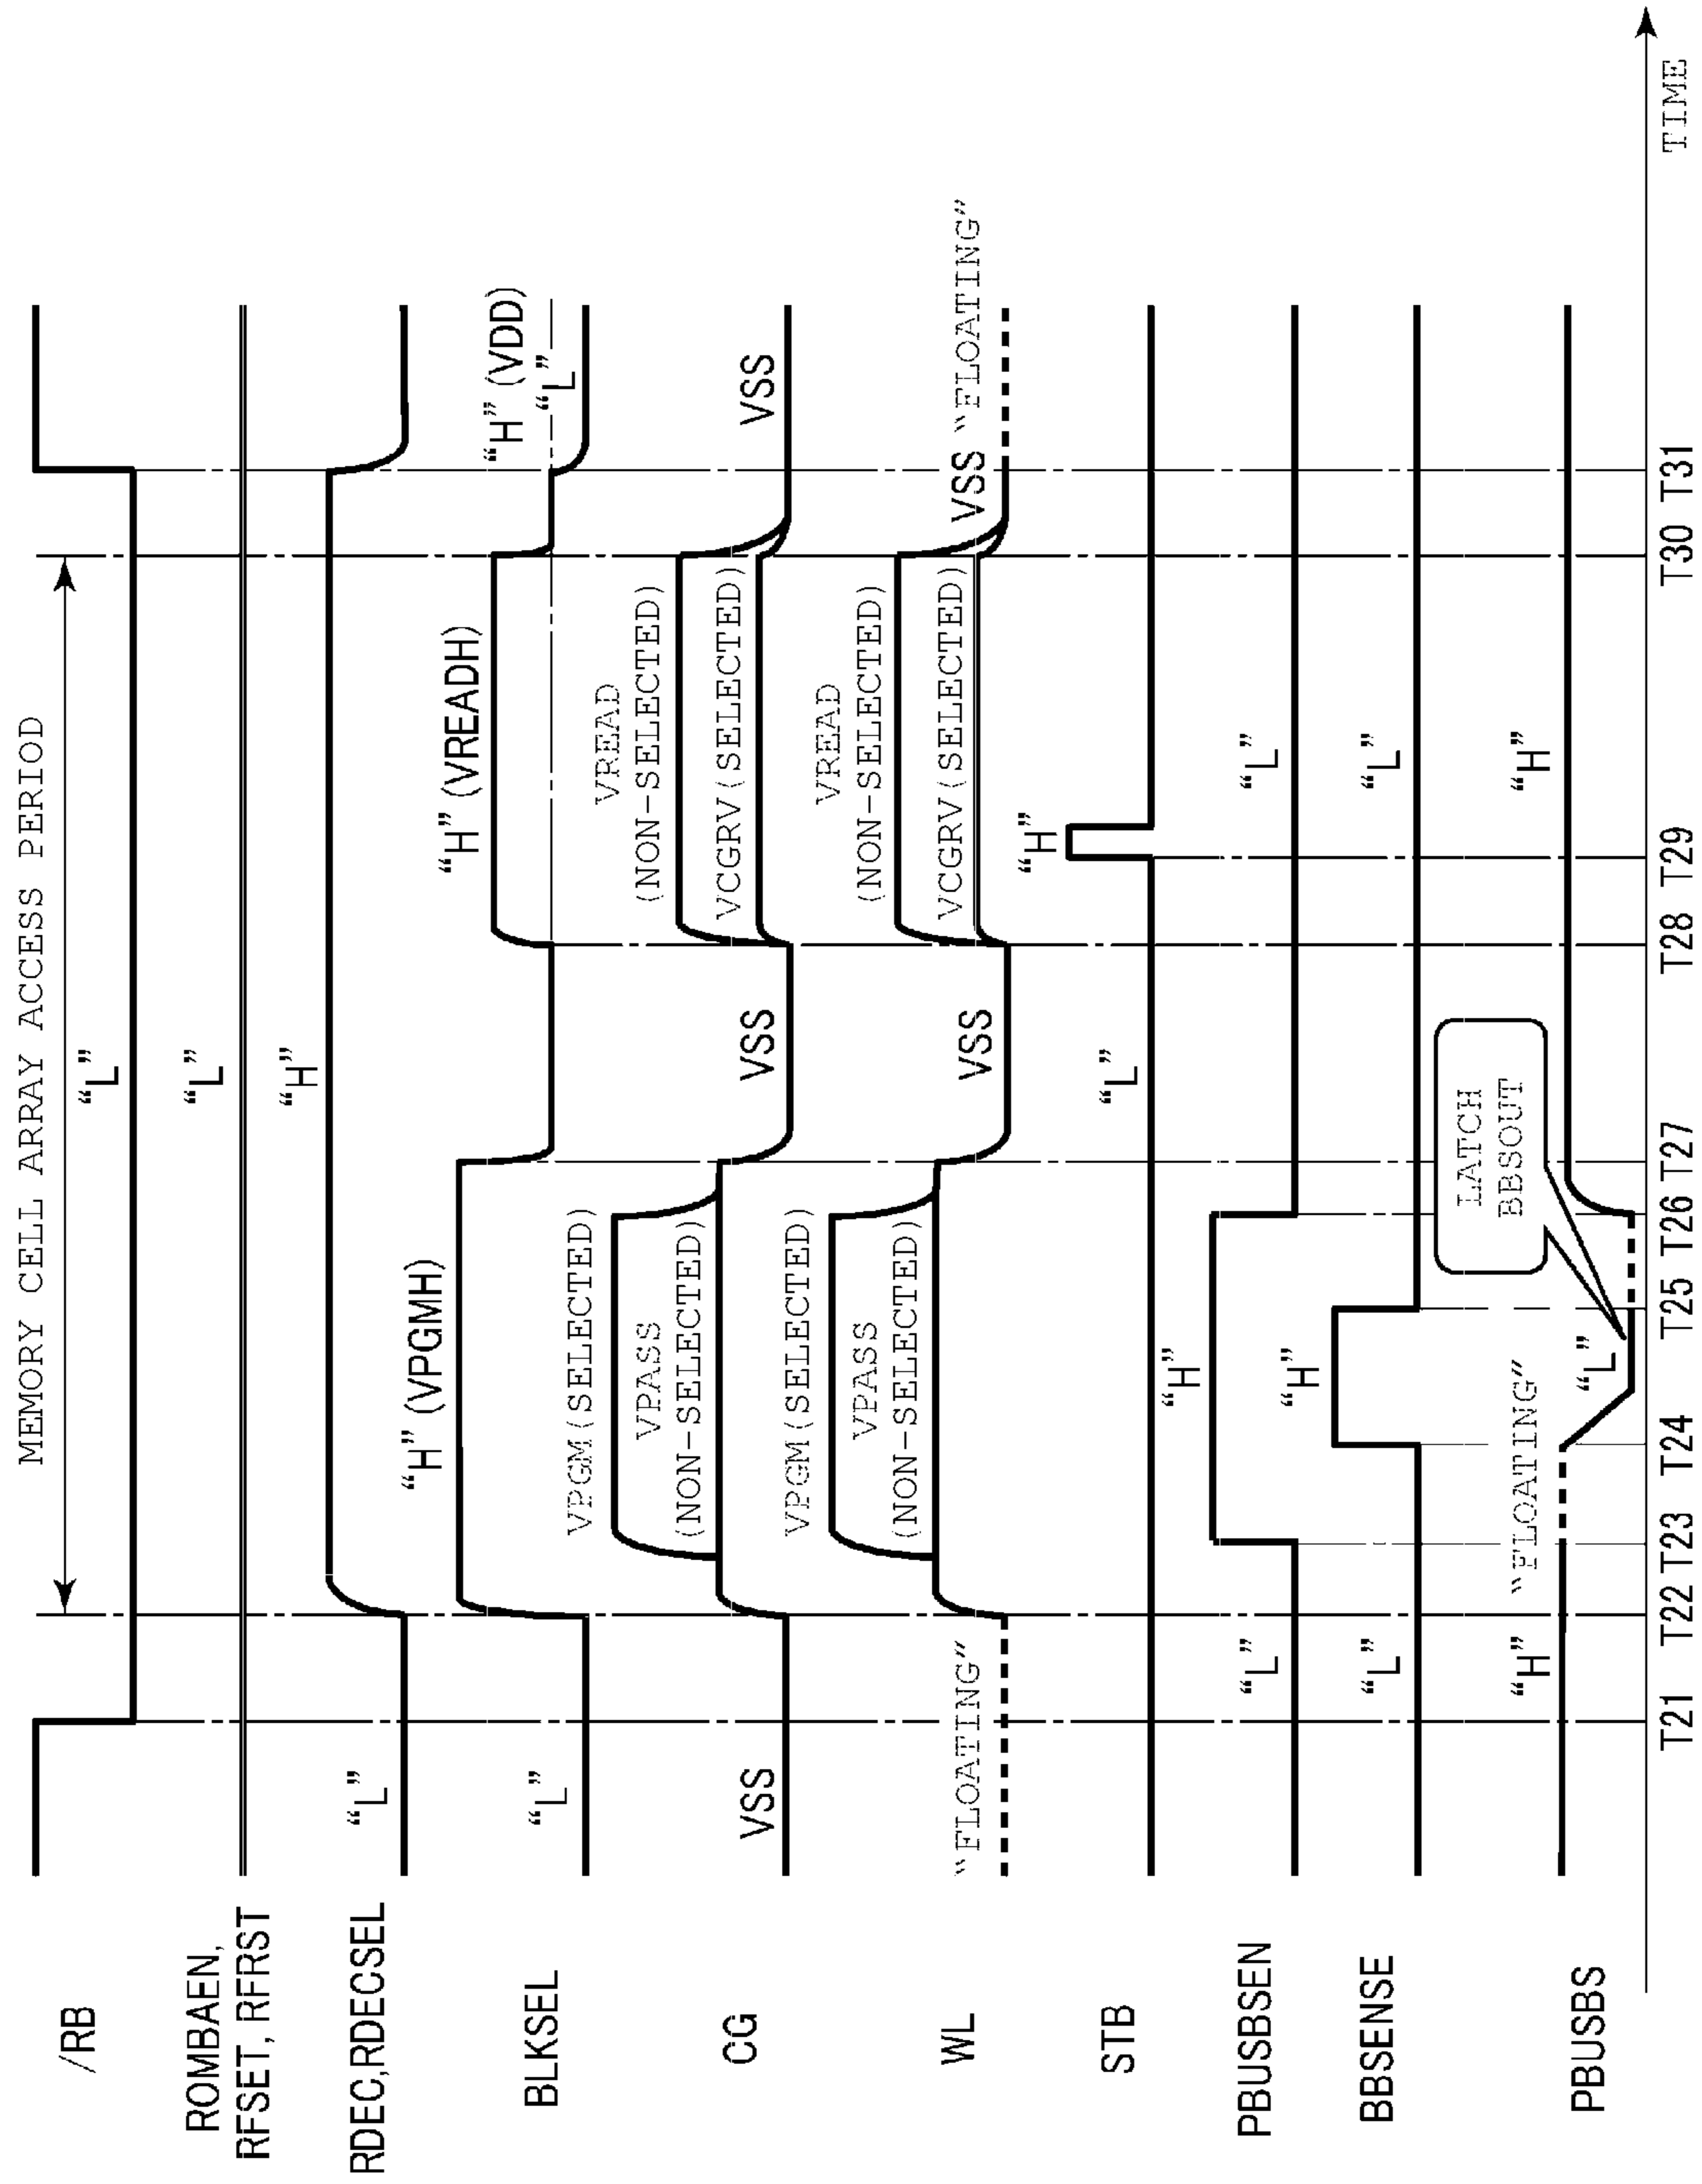 MEMORY CELL ARRAY ACCESS PERIOD
/RB
“L”
ROMBAEN,
RFSET, RFRST
“L”
RDEC,RDECSEL
“L”
“H”
BLKSEL
“L”
“H” (VPGMH)
“H” (VREADH)
“H” (VDD)
“L”
CG
VSS
VPGM(SELECTED)
VPASS
(NON-SELECTED)
VSS
VREAD
(NON-SELECTED)
VCGRV(SELECTED)
VSS
WL
“FLOATING”
VPGM(SELECTED)
VPASS
(NON-SELECTED)
VSS
VREAD
(NON-SELECTED)
VCGRV(SELECTED)
VSS “FLOATING”
STB
“L”
“H”
PBUSBSEN
“L”
“H”
“L”
BBSENSE
“L”
“H”
“L”
PBUSBS
“H”
“FLOATING”
“L”
LATCH
BBSOUT
“H”
T21 T22 T23 T24 T25 T26 T27 T28 T29 T30 T31
TIME